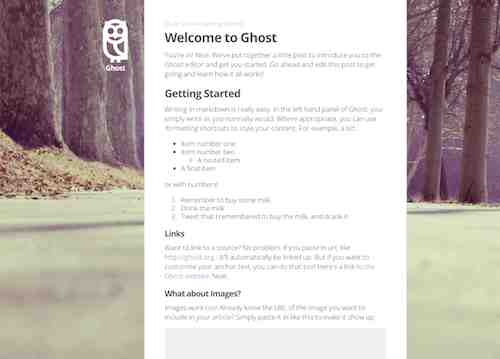 Ghost
Welcome to Ghost
You're in! Nice. We've put together a little post to introduce you to the
Ghost editor and get you started. Go ahead and edit this post to get
going and learn how it all works!
Getting Started
Writing in markdown is really easy. In the left hand panel of Ghost, you
simply write as you normally would. Where appropriate, you can use
formatting shortcuts to style your content. For example, a list:
Item number one
Item number two
A nested item
A final item
or with numbers!
1. Remember to buy some milk
2. Drink the milk
3. Tweet that I remembered to buy the milk, and drank it
Links
Want to link to a source? No problem. If you paste in url, like
http://ghost.org - it'll automatically be linked up. But if you want to
customise your anchor text, you can do that too! Here's a link to the
Ghost website. Neat.
What about Images?
Images work too! Already know the URL of the image you want to
include in your article? Simply paste it in like this to make it show up: